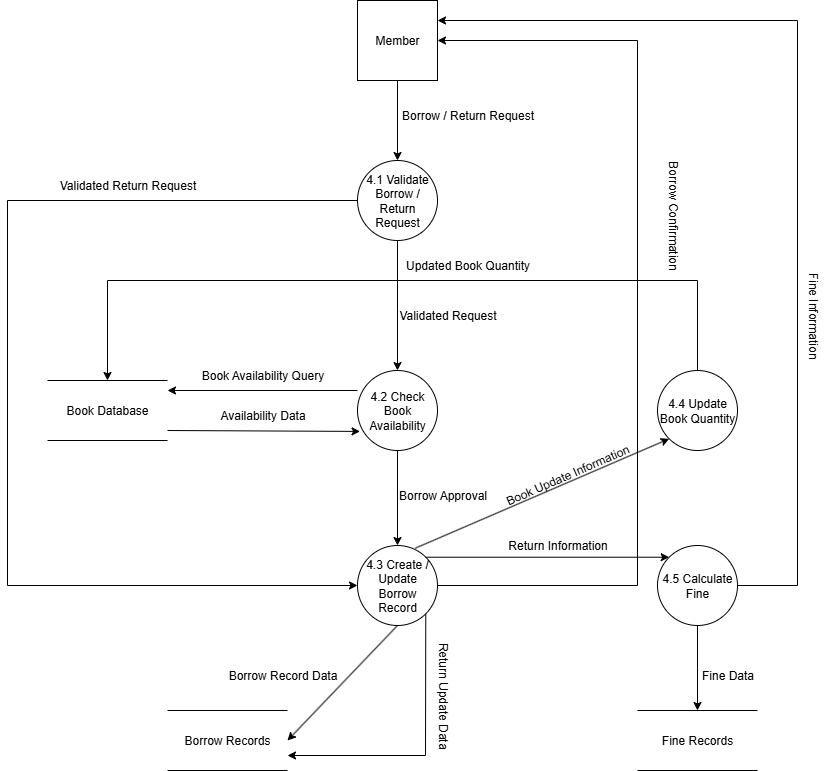 Member
Borrow / Return Request
Borrow Confirmation
Fine Information
Validated Return Request
4.1 Validate
Borrow /
Return
Request
Updated Book Quantity
Validated Request
Book Availability Query
Book Database
Availability Data
4.2 Check
Book
Availability
4.4 Update
Book Quantity
Borrow Approval
Book Update Information
Return Information
4.3 Create /
Update
Borrow
Record
4.5 Calculate
Fine
Borrow Record Data
Return Update Data
Fine Data
Borrow Records
Fine Records